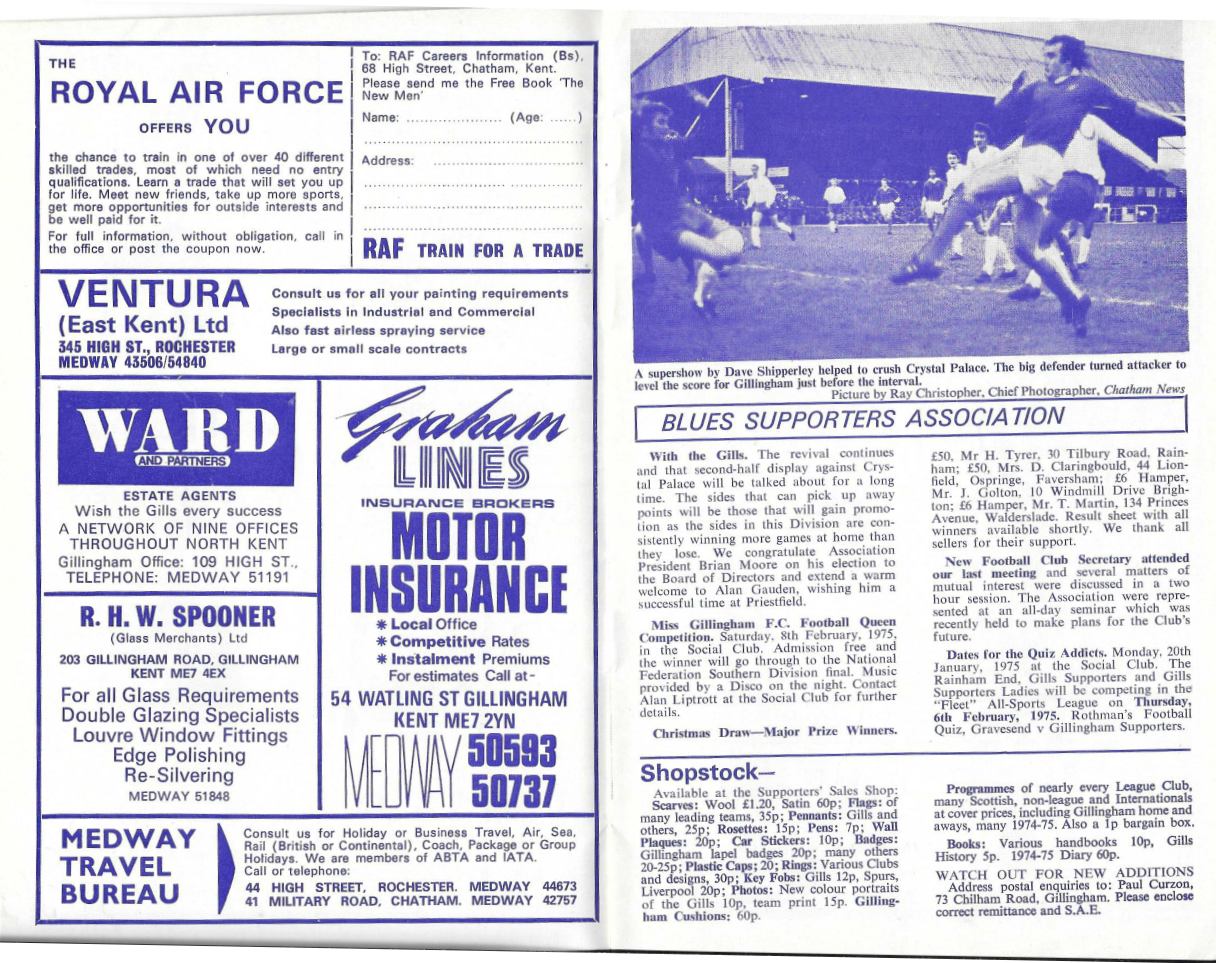 THE
ROYAL AIR FORCE
OFFERS YOU
the chance to train in one of over 40 different
skilled trades, most of which need no entry
qualifications. Learn a trade that will set you up
for life. Meet new friends, take up more sports,
get more opportunities for outside interests and
be well paid for it.
For full information, without obligation, call in
the office or post the coupon now.
To: RAF Careers Information (Bs),
68 High Street, Chatham, Kent.
Please send me the Free Book 'The
New Men'
Name: ..................... (Age: ......)
Address: ..............................
RAF TRAIN FOR A TRADE
VENTURA
(East Kent) Ltd
345 HIGH ST., ROCHESTER
MEDWAY 43506/54840
Consult us for all your painting requirements
Specialists in Industrial and Commercial
Also fast airless spraying service
Large or small scale contracts
WARD
AND PARTNERS
ESTATE AGENTS
Wish the Gills every success
A NETWORK OF NINE OFFICES
THROUGHOUT NORTH KENT
Gillingham Office: 109 HIGH ST.,
TELEPHONE: MEDWAY 51191
R. H. W. SPOONER
(Glass Merchants) Ltd
203 GILLINGHAM ROAD, GILLINGHAM
KENT ME7 4EX
For all Glass Requirements
Double Glazing Specialists
Louvre Window Fittings
Edge Polishing
Re-Silvering
MEDWAY 51848
Graham
LINES
INSURANCE BROKERS
MOTOR
INSURANCE
* Local Office
* Competitive Rates
* Instalment Premiums
For estimates Call at-
54 WATLING ST GILLINGHAM
KENT ME7 2YN
MEDWAY 50593
50737
MEDWAY
TRAVEL
BUREAU
Consult us for Holiday or Business Travel, Air, Sea,
Rail (British or Continental), Coach, Package or Group
Holidays. We are members of ABTA and IATA.
Call or telephone:
44 HIGH STREET, ROCHESTER. MEDWAY 44673
41 MILITARY ROAD, CHATHAM. MEDWAY 42757
A supershow by Dave Shipperley helped to crush Crystal Palace. The big defender turned attacker to
level the score for Gillingham just before the interval.
Picture by Ray Christopher, Chief Photographer, Chatham News
BLUES SUPPORTERS ASSOCIATION
With the Gills. The revival continues
and that second-half display against Crys-
tal Palace will be talked about for a long
time. The sides that can pick up away
points will be those that will gain promo-
tion as the sides in this Division are con-
sistently winning more games at home than
they lose. We congratulate Association
President Brian Moore on his election to
the Board of Directors and extend a warm
welcome to Alan Gauden, wishing him a
successful time at Priestfield.
Miss Gillingham F.C. Football Queen
Competition. Saturday, 8th February, 1975,
in the Social Club. Admission free and
the winner will go through to the National
Federation Southern Division final. Music
provided by a Disco on the night. Contact
Alan Liptrott at the Social Club for further
details.
Christmas Draw—Major Prize Winners.
£50, Mr H. Tyrer, 30 Tilbury Road, Rain-
ham; £50, Mrs. D. Claringbould, 44 Lion-
field, Ospringe, Faversham; £6 Hamper,
Mr. J. Golton, 10 Windmill Drive Brigh-
ton; £6 Hamper, Mr. T. Martin, 134 Princes
Avenue, Walderslade. Result sheet with all
winners available shortly. We thank all
sellers for their support.
New Football Club Secretary attended
our last meeting and several matters of
mutual interest were discussed in a two
hour session. The Association were repre-
sented at an all-day seminar which was
recently held to make plans for the Club's
future.
Dates for the Quiz Addicts. Monday, 20th
January, 1975 at the Social Club. The
Rainham End, Gills Supporters and Gills
Supporters Ladies will be competing in the
"Fleet" All-Sports League on Thursday,
6th February, 1975. Rothman's Football
Quiz, Gravesend v Gillingham Supporters.
Shopstock—
Available at the Supporters' Sales Shop:
Scarves: Wool £1.20, Satin 60p; Flags: of
many leading teams, 35p; Pennants: Gills and
others, 25p; Rosettes: 15p; Pens: 7p; Wall
Plaques: 20p; Car Stickers: 10p; Badges:
Gillingham lapel badges 20p; many others
20-25p; Plastic Caps; 20; Rings: Various Clubs
and designs, 30p; Key Fobs: Gills 12p, Spurs,
Liverpool 20p; Photos: New colour portraits
of the Gills 10p, team print 15p. Gilling-
ham Cushions: 60p.
Programmes of nearly every League Club,
many Scottish, non-league and Internationals
at cover prices, including Gillingham home and
aways, many 1974-75. Also a 1p bargain box.
Books: Various handbooks 10p, Gills
History 5p. 1974-75 Diary 60p.
WATCH OUT FOR NEW ADDITIONS
Address postal enquiries to: Paul Curzon,
73 Chilham Road, Gillingham. Please enclose
correct remittance and S.A.E.